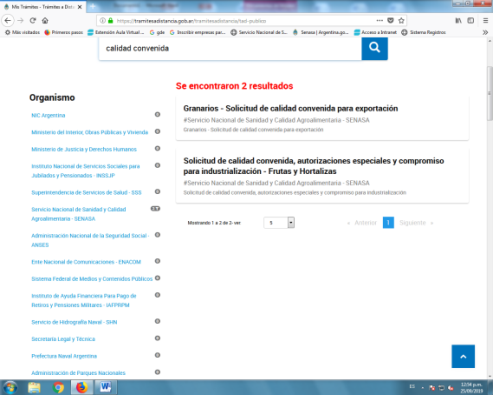 Mis Trámites - Trámites a Dist
https://tramitesadistancia.gob.ar/tramitesadistancia/tad-publico
Más visitados
Primeros pasos
Extensión Aula Virtual ...
gde
Inscribir empresas par...
Servicio Nacional de S...
Senasa | Argentina.go...
Acceso a Intranet
Sistema Registros
calidad convenida
Se encontraron 2 resultados
Organismo
NIC Argentina
Ministerio del Interior, Obras Públicas y Vivienda
Ministerio de Justicia y Derechos Humanos
Instituto Nacional de Servicios Sociales para
Jubilados y Pensionados - INSSJP
Superintendencia de Servicios de Salud - SSS
Servicio Nacional de Sanidad y Calidad
Agroalimentaria - SENASA
Administración Nacional de la Seguridad Social -
ANSES
Ente Nacional de Comunicaciones - ENACOM
Sistema Federal de Medios y Contenidos Públicos
Instituto de Ayuda Financiera Para Pago de
Retiros y Pensiones Militares - IAFPRPM
Servicio de Hidrografía Naval - SHN
Secretaría Legal y Técnica
Prefectura Naval Argentina
Administración de Parques Nacionales
Granarios - Solicitud de calidad convenida para exportación
#Servicio Nacional de Sanidad y Calidad Agroalimentaria - SENASA
Granarios - Solicitud de calidad convenida para exportación
Solicitud de calidad convenida, autorizaciones especiales y compromiso
para industrialización - Frutas y Hortalizas
#Servicio Nacional de Sanidad y Calidad Agroalimentaria - SENASA
Solicitud de calidad convenida, autorizaciones especiales y compromiso para industrialización
Mostrando 1 a 2 de 2- ver:
5
« Anterior 1 Siguiente »
ES